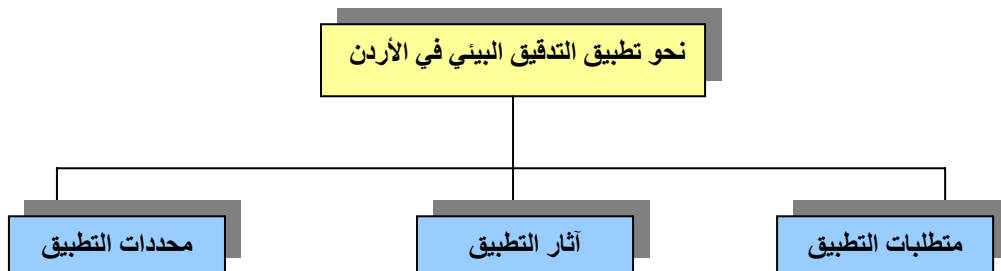 نحو تطبيق التدقيق البيئي في الأردن
متطلبات التطبيق
آثار التطبيق
محددات التطبيق